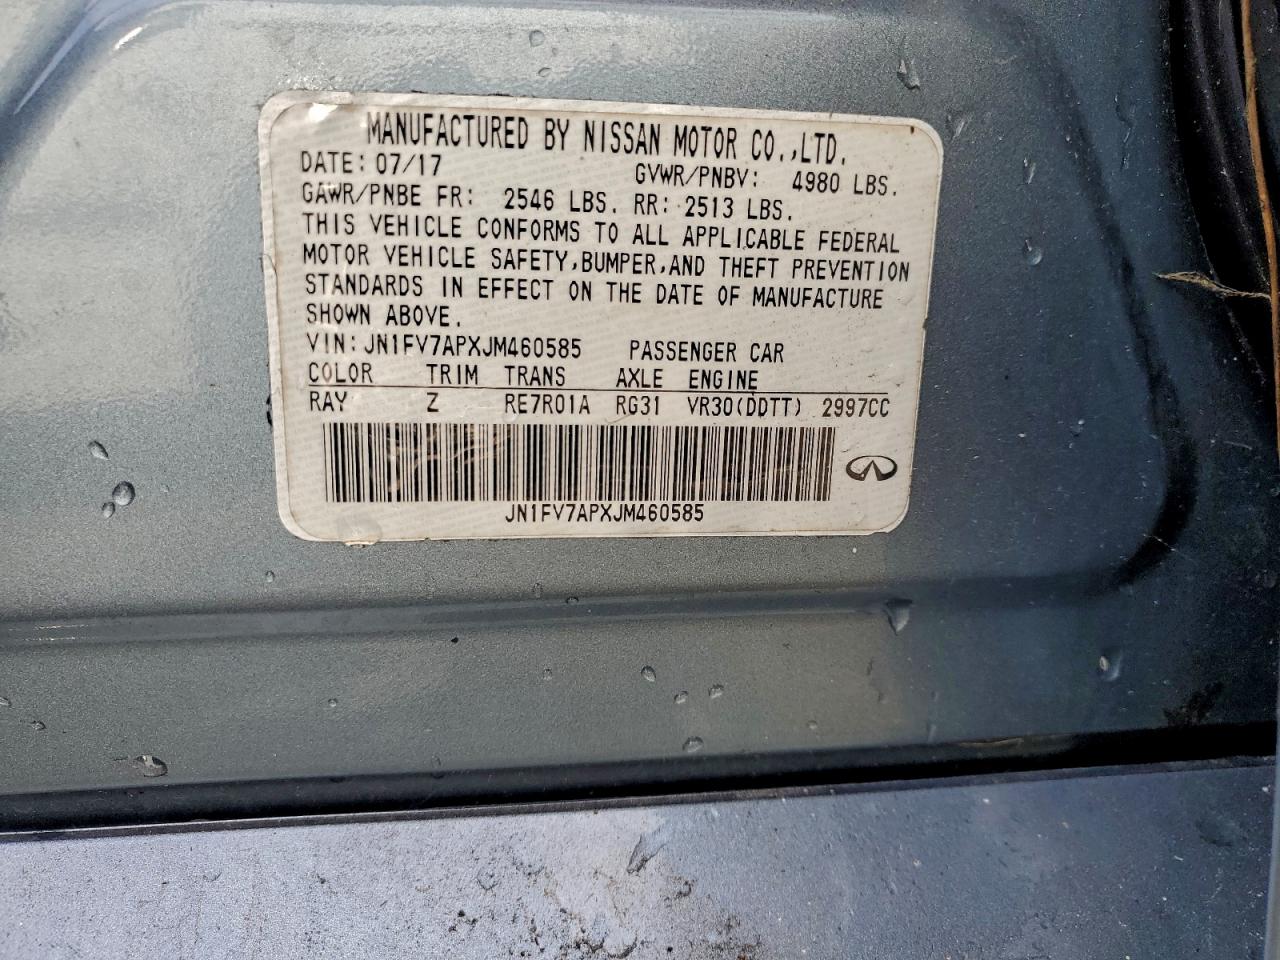 MANUFACTURED BY NISSAN MOTOR CO.,LTD.
DATE: 07/17 GVWR/PNBV: 4980 LBS.
GAWR/PNBE FR: 2546 LBS. RR: 2513 LBS.
THIS VEHICLE CONFORMS TO ALL APPLICABLE FEDERAL
MOTOR VEHICLE SAFETY,BUMPER,AND THEFT PREVENTION
STANDARDS IN EFFECT ON THE DATE OF MANUFACTURE
SHOWN ABOVE.
VIN: JN1FV7APXJM460585 PASSENGER CAR
COLOR TRIM TRANS AXLE ENGINE
RAY Z RE7R01A RG31 VR30(DDTT) 2997CC
JN1FV7APXJM460585